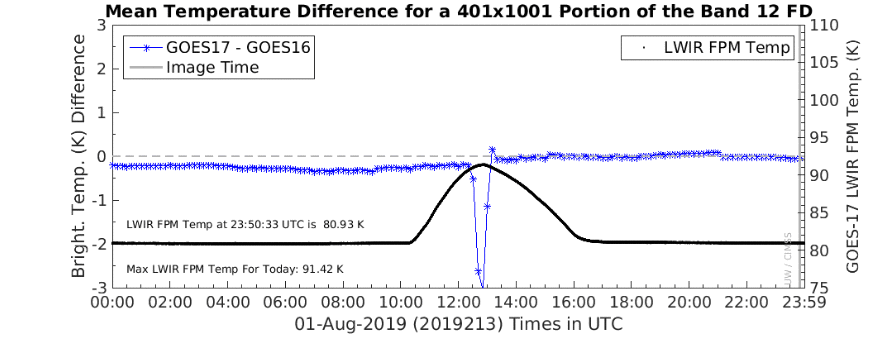 Mean Temperature Difference for a 401x1001 Portion of the Band 12 FD
3
2
1
0
-1
-2
-3
Bright. Temp. (K) Difference
GOES17 - GOES16
Image Time
LWIR FPM Temp
LWIR FPM Temp at 23:50:33 UTC is 80.93 K
Max LWIR FPM Temp For Today: 91.42 K
110
105
100
95
90
85
80
75
GOES-17 LWIR FPM Temp. (K)
UW / CIMSS
00:00 02:00 04:00 06:00 08:00 10:00 12:00 14:00 16:00 18:00 20:00 22:00 23:59
01-Aug-2019 (2019213) Times in UTC